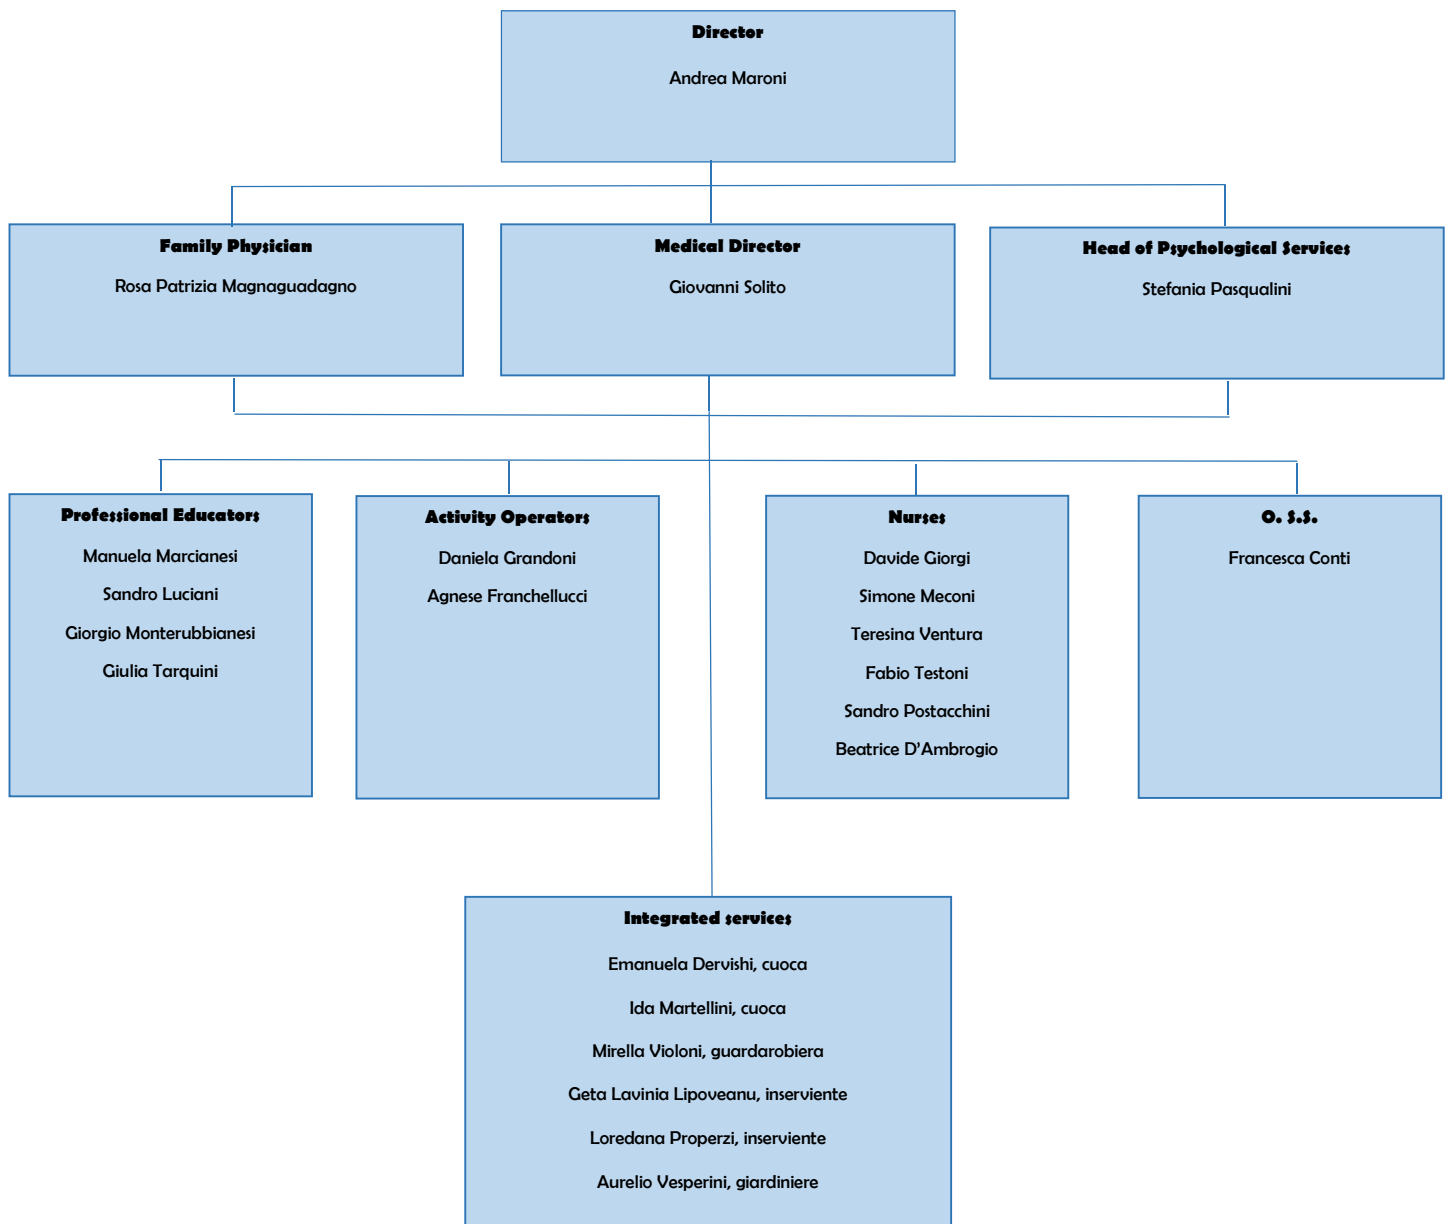 Director
Andrea Maroni
Family Physician
Rosa Patrizia Magnaguadagno
Medical Director
Giovanni Solito
Head of Psychological Services
Stefania Pasqualini
Professional Educators
Manuela Marcianesi
Sandro Luciani
Giorgio Monterubbianesi
Giulia Tarquini
Activity Operators
Daniela Grandoni
Agnese Franchellucci
Nurses
Davide Giorgi
Simone Meconi
Teresina Ventura
Fabio Testoni
Sandro Postacchini
Beatrice D’Ambrogio
O. S.S.
Francesca Conti
Integrated services
Emanuela Dervishi, cuoca
Ida Martellini, cuoca
Mirella Violoni, guardarobiera
Geta Lavinia Lipoveanu, inserviente
Loredana Properzi, inserviente
Aurelio Vesperini, giardiniere